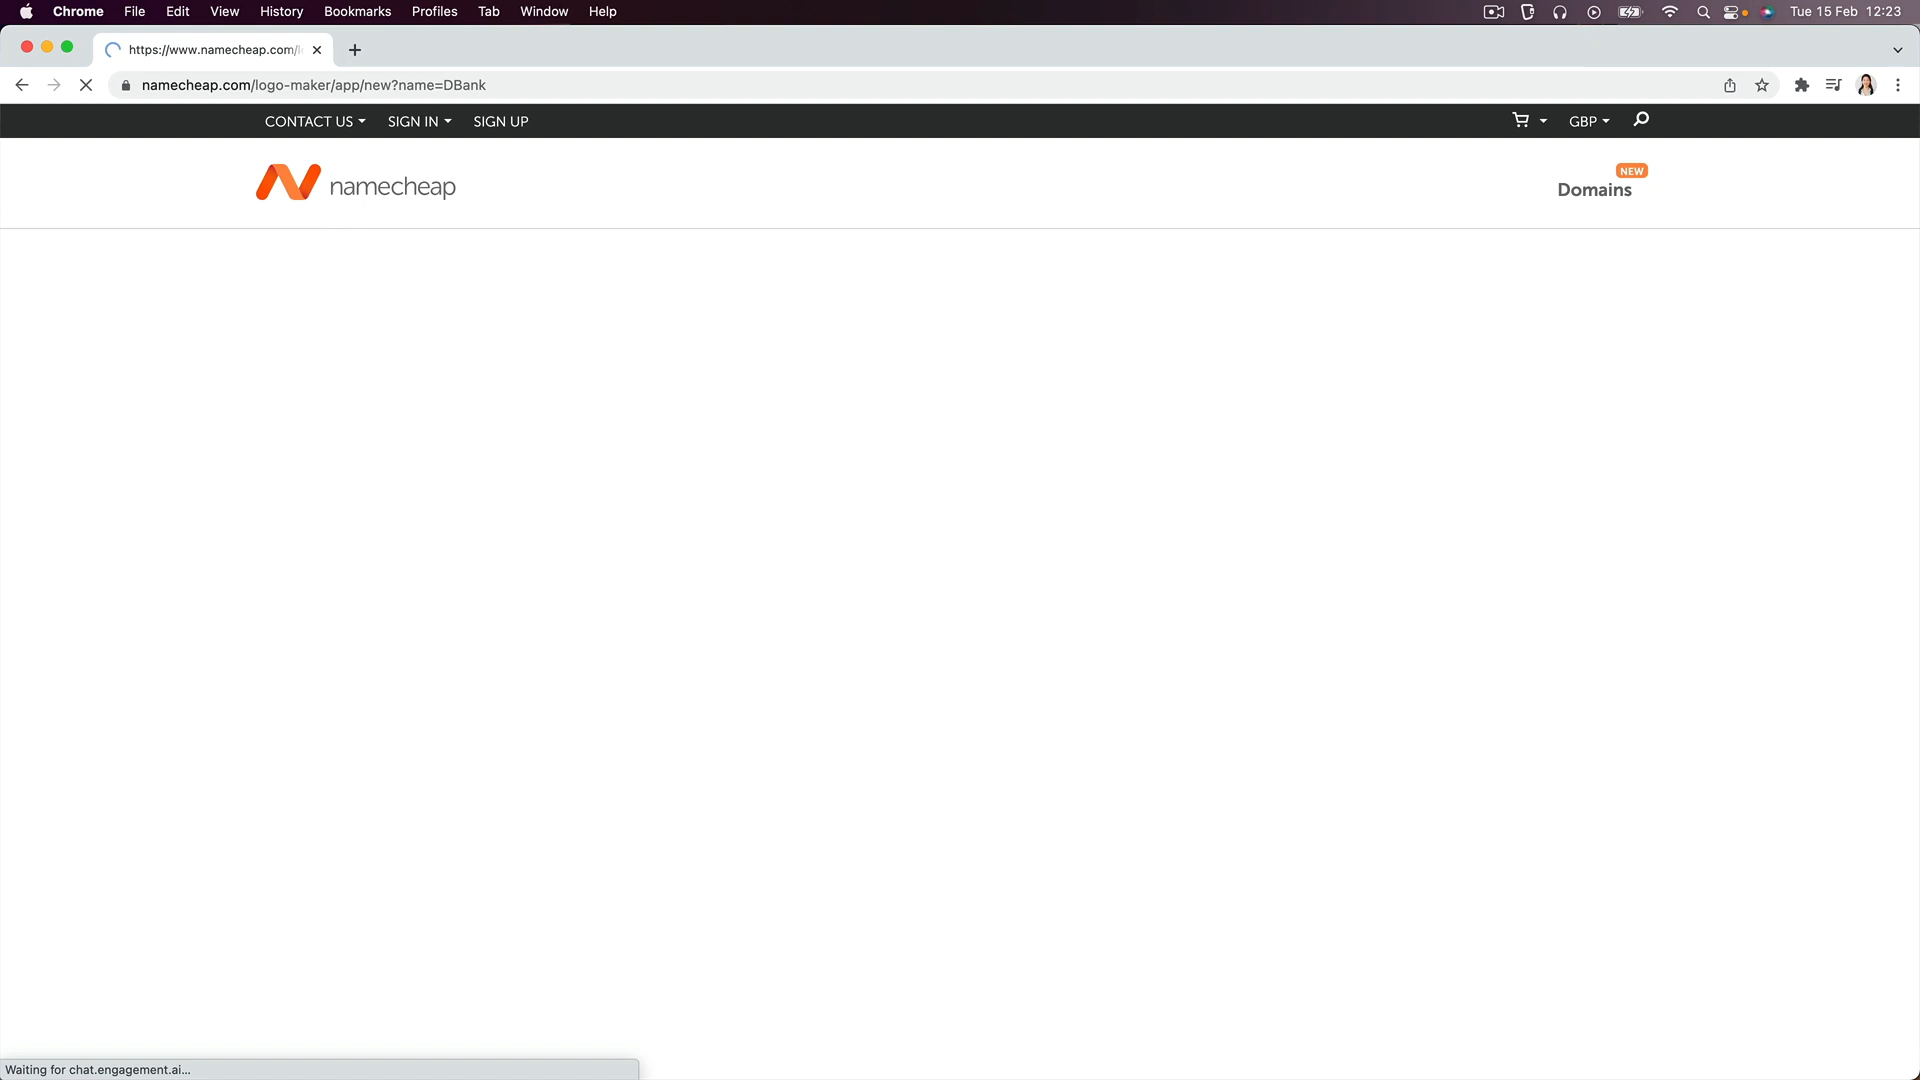 Chrome File Edit View History Bookmarks Profiles Tab Window Help Tue 15 Feb 12:23
https://www.namecheap.com/l
namecheap.com/logo-maker/app/new?name=DBank
CONTACT US SIGN IN SIGN UP GBP
namecheap
NEW
Domains
Waiting for chat.engagement.ai...